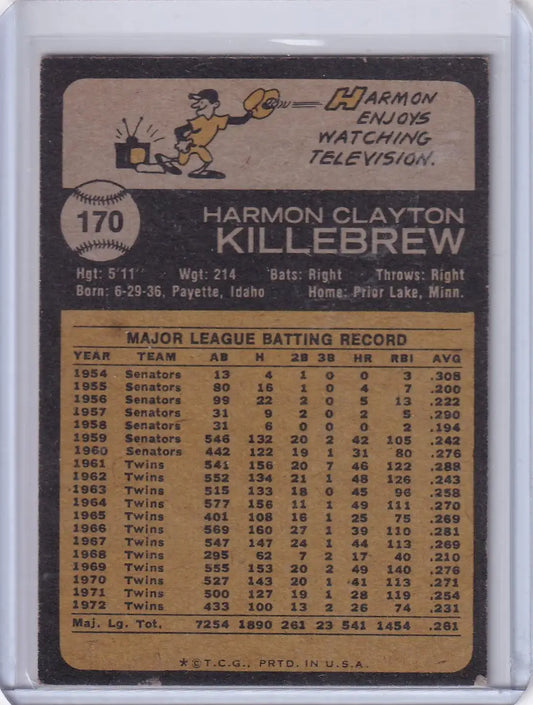 HARMON
ENJOYS
WATCHING
TELEVISION.
170
HARMON CLAYTON
KILLEBREW
Hgt: 5'11" Wgt: 214 Bats: Right Throws: Right
Born: 6-29-36, Payette, Idaho Home: Prior Lake, Minn.
MAJOR LEAGUE BATTING RECORD
YEAR TEAM AB H 2B 3B HR RBI AVG
1954 Senators 13 4 1 0 0 3 .308
1955 Senators 80 16 1 0 4 7 .200
1956 Senators 99 22 2 0 5 13 .222
1957 Senators 31 9 2 0 2 5 .290
1958 Senators 31 6 0 0 0 2 .194
1959 Senators 546 132 20 2 42 105 .242
1960 Senators 442 122 19 1 31 80 .276
1961 Twins 541 156 20 7 46 122 .288
1962 Twins 552 134 21 1 48 126 .243
1963 Twins 515 133 18 0 45 96 .258
1964 Twins 577 156 11 1 49 111 .270
1965 Twins 401 108 16 1 25 75 .269
1966 Twins 569 160 27 1 39 110 .281
1967 Twins 547 147 24 1 44 113 .269
1968 Twins 295 62 7 2 17 40 .210
1969 Twins 555 153 20 2 49 140 .276
1970 Twins 527 143 20 1 41 113 .271
1971 Twins 500 127 19 1 28 119 .254
1972 Twins 433 100 13 2 26 74 .231
Maj. Lg. Tot. 7254 1890 261 23 541 1454 .261
*©T.C.G., PRTD. IN U.S.A.